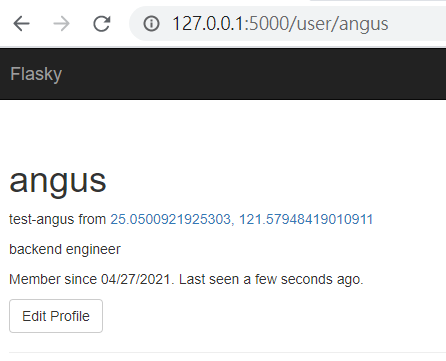 127.0.0.1:5000/user/angus
Flasky
angus
test-angus from 25.0500921925303, 121.57948419010911
backend engineer
Member since 04/27/2021. Last seen a few seconds ago.
Edit Profile